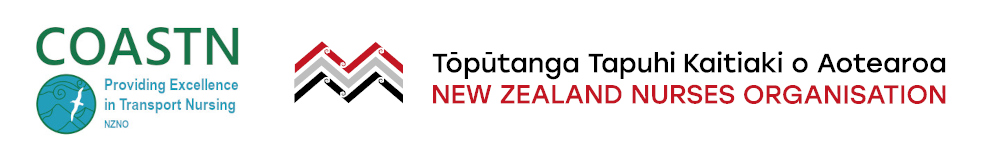 COASTN
Providing Excellence
in Transport Nursing
NZNO
Tōpūtanga Tapuhi Kaitiaki o Aotearoa
NEW ZEALAND NURSES ORGANISATION